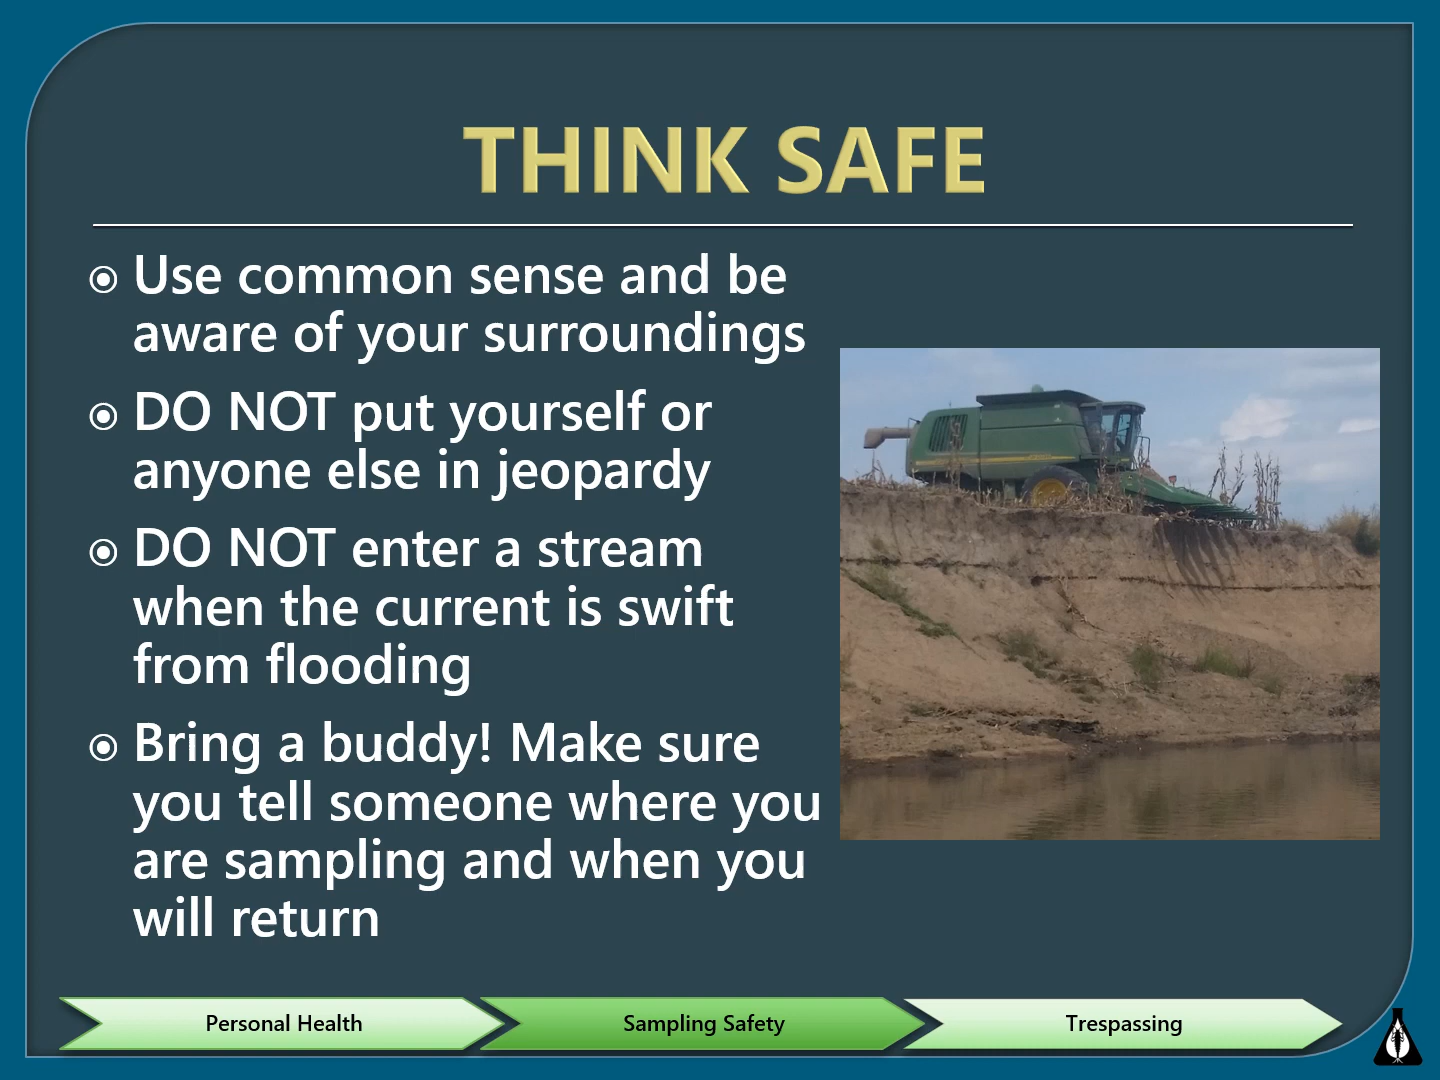 THINK SAFE
Use common sense and be
aware of your surroundings
DO NOT put yourself or
anyone else in jeopardy
DO NOT enter a stream
when the current is swift
from flooding
Bring a buddy! Make sure
you tell someone where you
are sampling and when you
will return
Personal Health
Sampling Safety
Trespassing